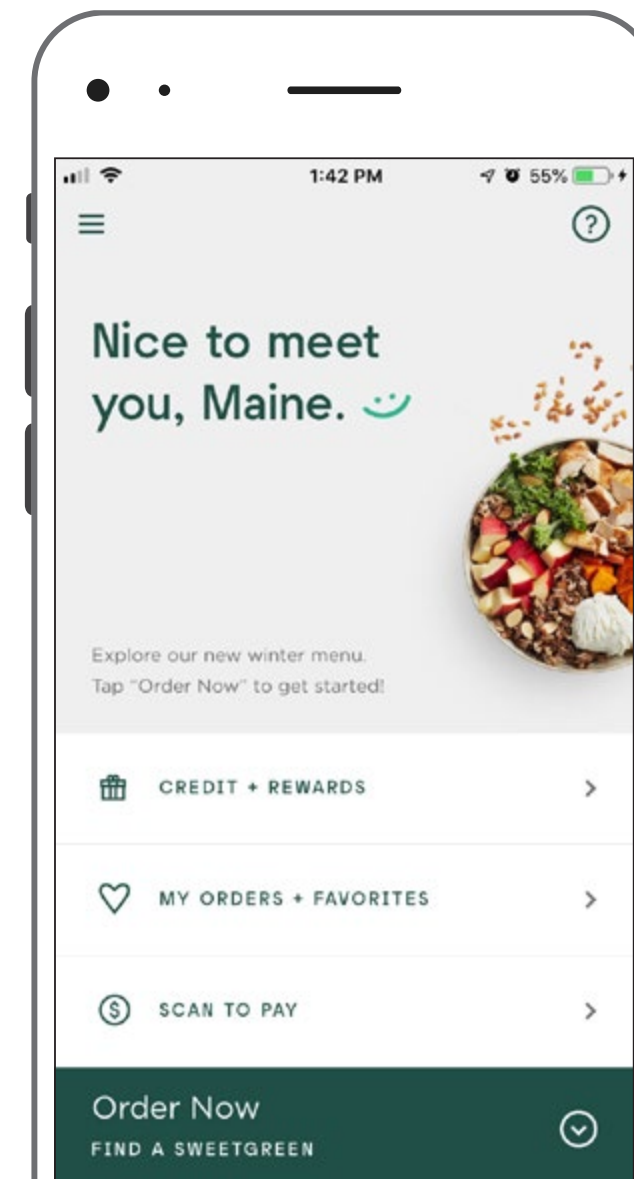 1:42 PM
55%
?
Nice to meet
you, Maine.
Explore our new winter menu.
Tap "Order Now" to get started!
CREDIT + REWARDS
MY ORDERS + FAVORITES
$ SCAN TO PAY
Order Now
FIND A SWEETGREEN